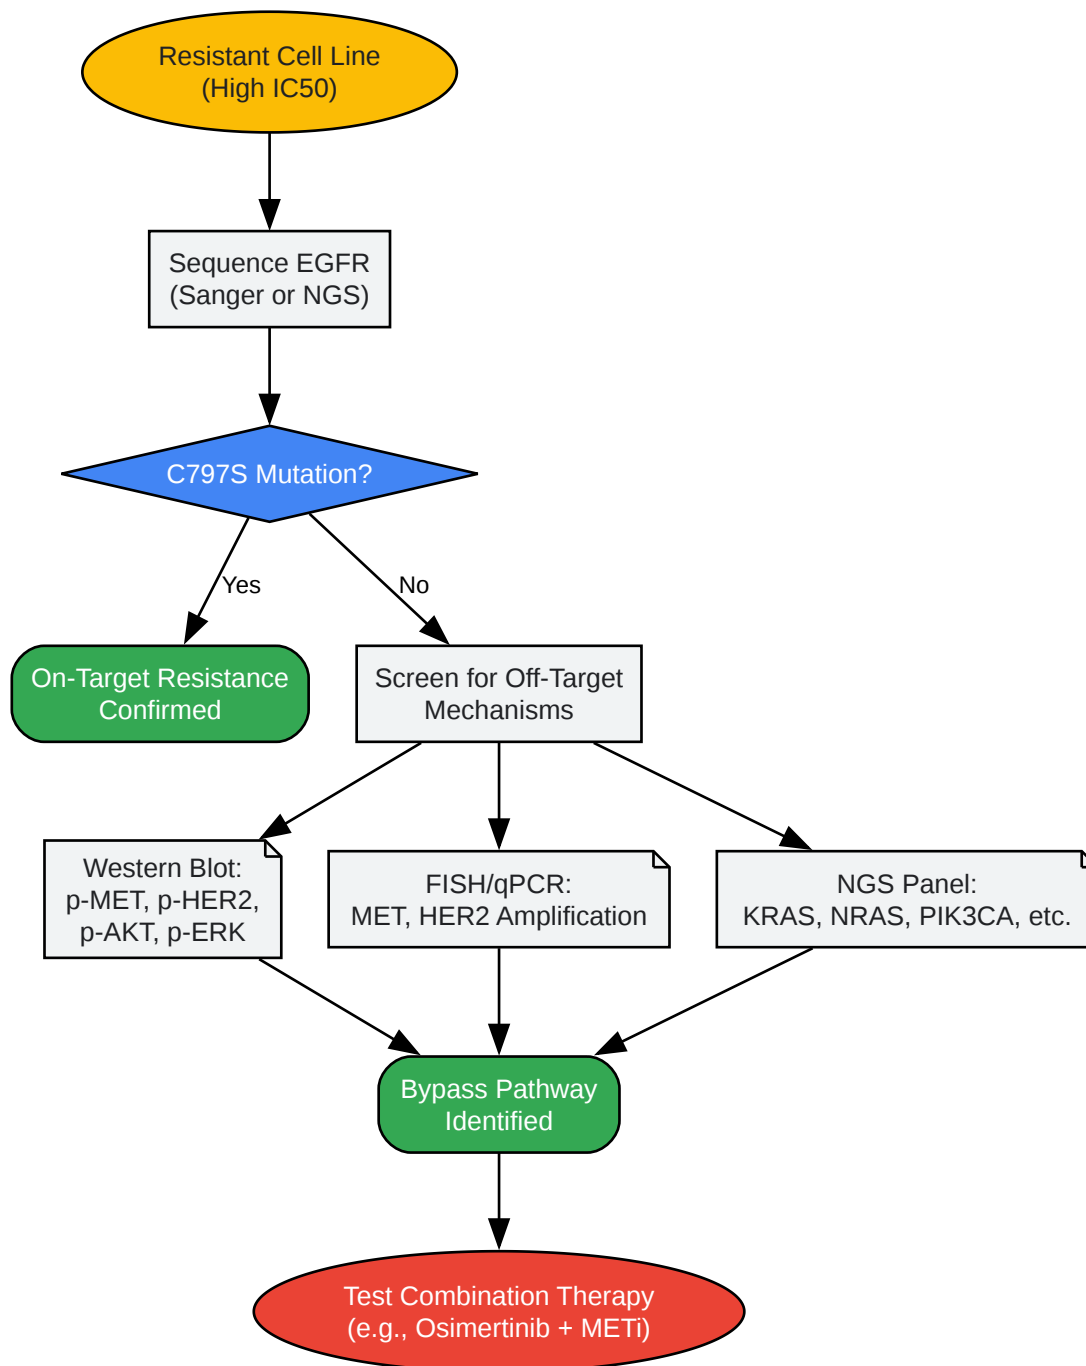 Resistant Cell Line
(High IC50)
Sequence EGFR
(Sanger or NGS)
C797S Mutation?
Yes
No
On-Target Resistance
Confirmed
Screen for Off-Target
Mechanisms
Western Blot:
p-MET, p-HER2,
p-AKT, p-ERK
FISH/qPCR:
MET, HER2 Amplification
NGS Panel:
KRAS, NRAS, PIK3CA, etc.
Bypass Pathway
Identified
Test Combination Therapy
(e.g., Osimertinib + METi)